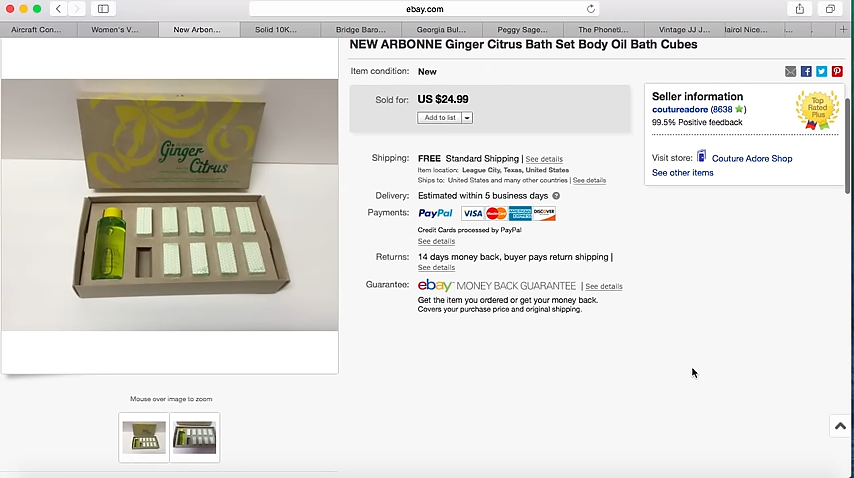 ebay.com
Aircraft Con...
Women's V...
New Arbon...
Solid 10K...
Bridge Baro...
Georgia Bul...
Peggy Sage...
The Phoneti...
Vintage JJ J...
lairol Nice...
NEW ARBONNE Ginger Citrus Bath Set Body Oil Bath Cubes
Item condition: New
Sold for: US $24.99
Add to list
Shipping: FREE Standard Shipping | See details
Item location: League City, Texas, United States
Ships to: United States and many other countries | See details
Delivery: Estimated within 5 business days
Payments: PayPal VISA MasterCard AMERICAN EXPRESS DISCOVER
Credit Cards processed by PayPal
See details
Returns: 14 days money back, buyer pays return shipping |
See details
Guarantee: ebay MONEY BACK GUARANTEE | See details
Get the item you ordered or get your money back.
Covers your purchase price and original shipping.
Seller information
coutureadore (8638)
99.5% Positive feedback
Top
Rated
Plus
Visit store: Couture Adore Shop
See other items
Ginger
Citrus
Mouse over image to zoom